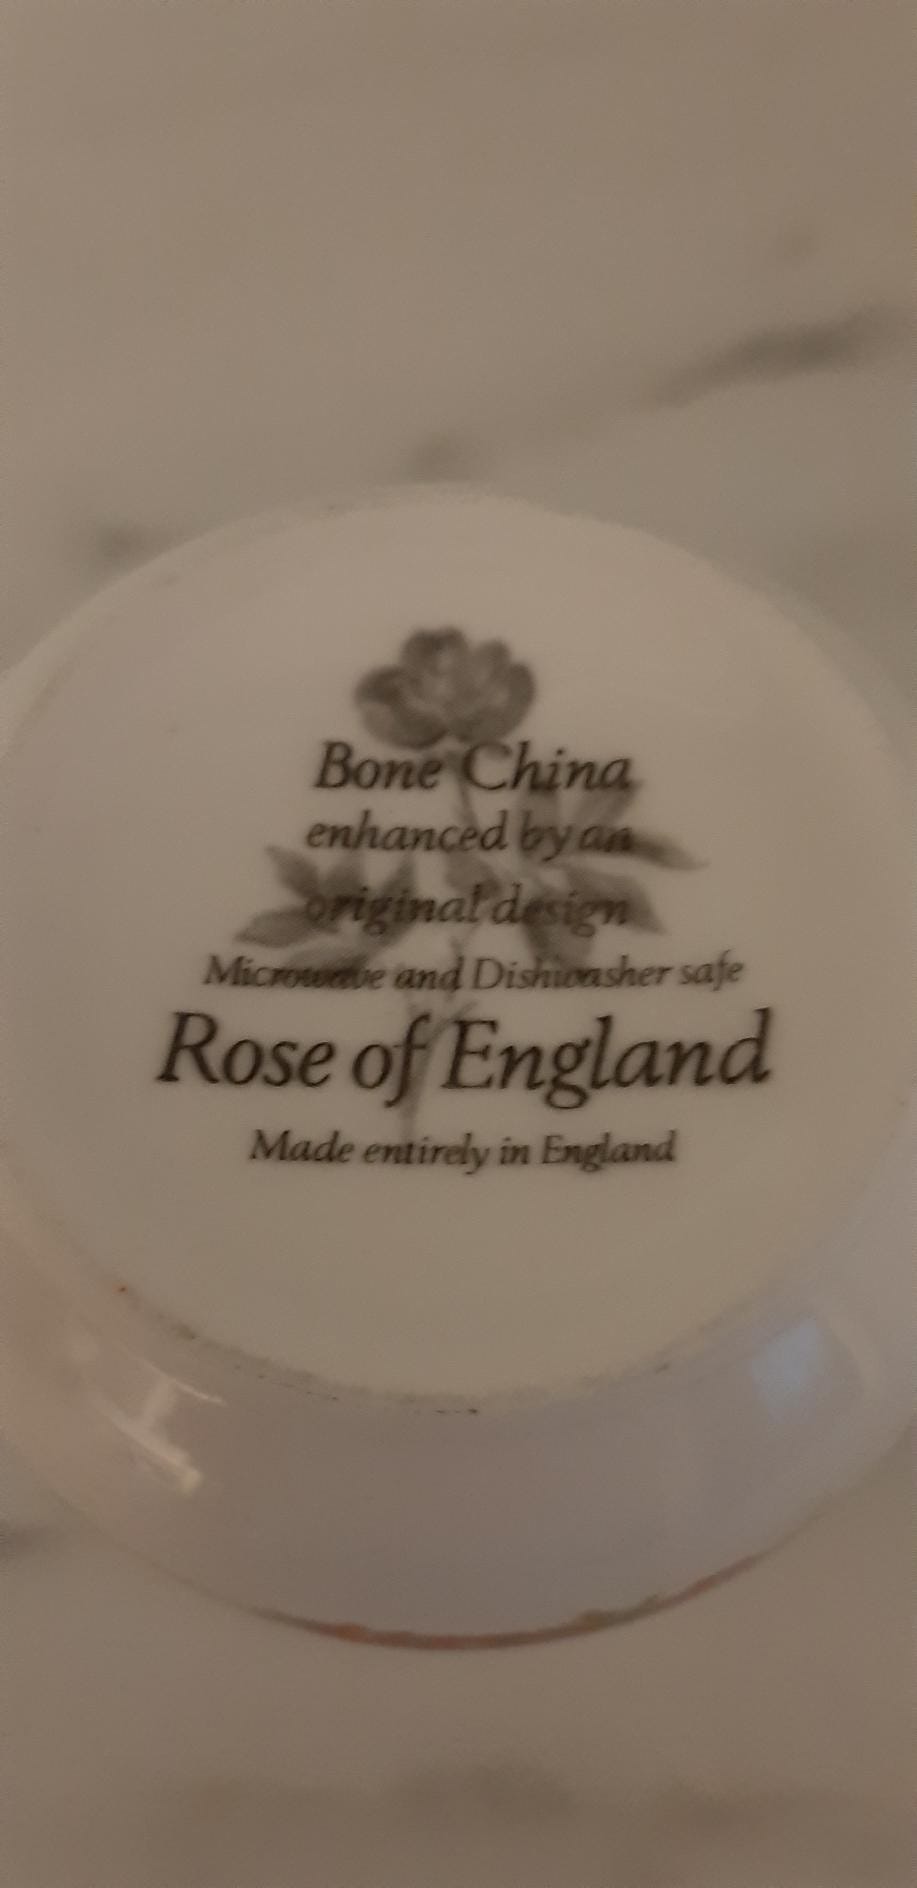 Bone China
enhanced by an
original design
Microwave and Dishwasher safe
Rose of England
Made entirely in England